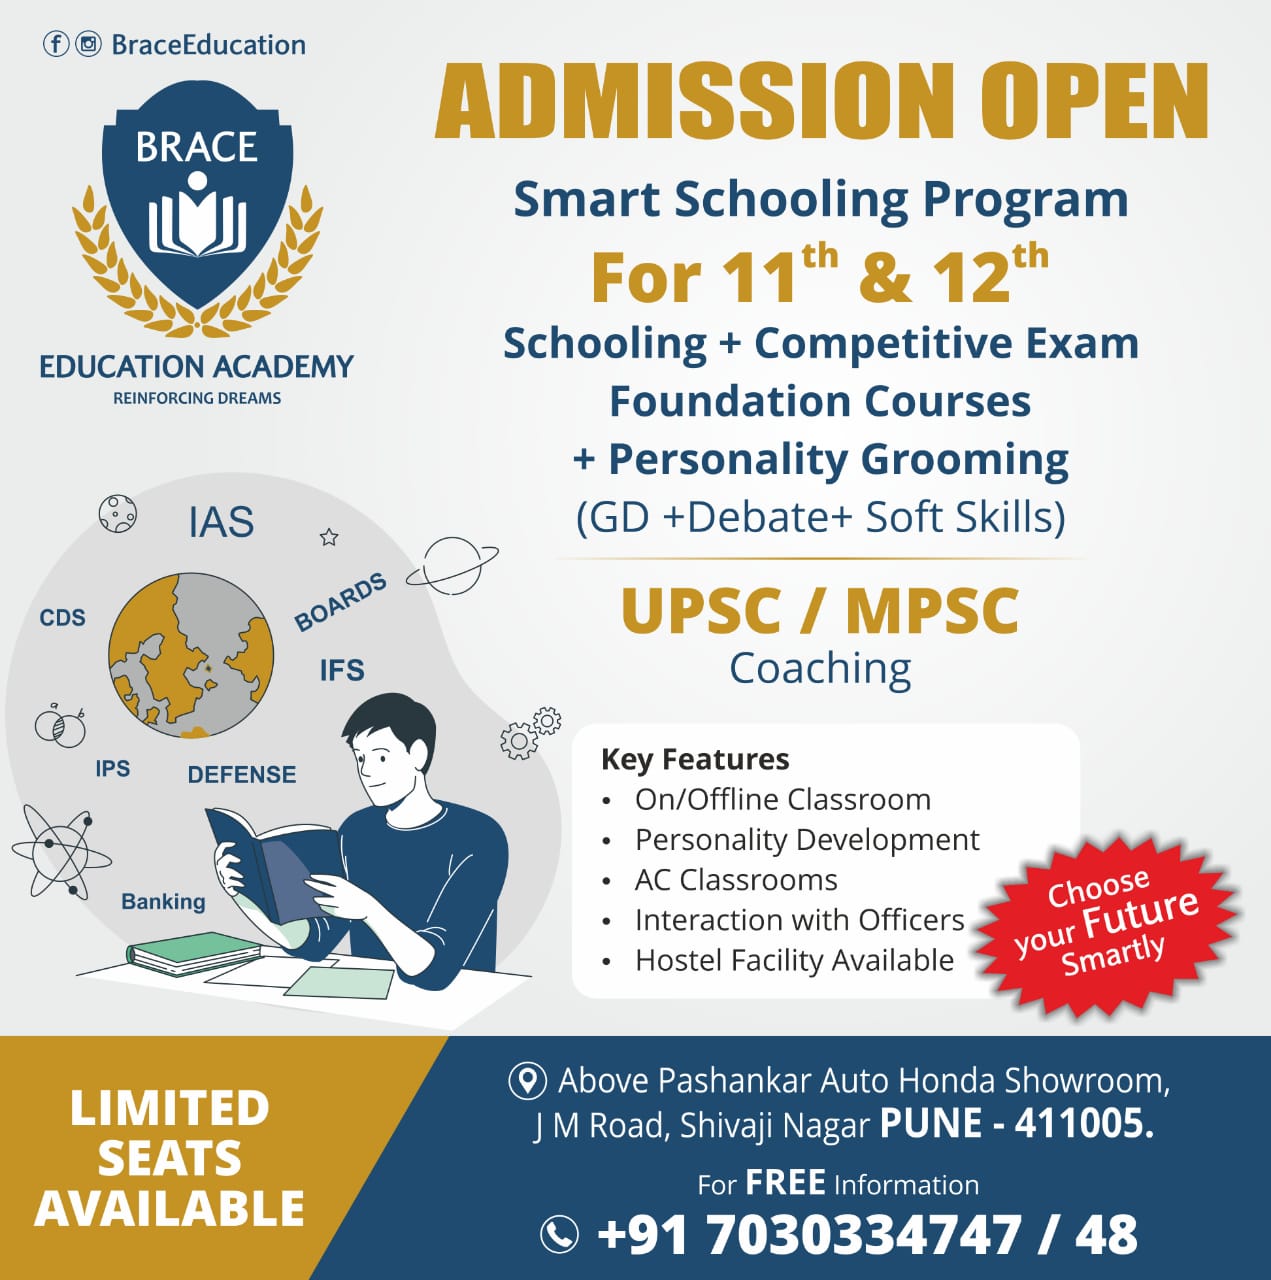 BraceEducation
BRACE
EDUCATION ACADEMY
REINFORCING DREAMS
ADMISSION OPEN
Smart Schooling Program
For 11th & 12th
Schooling + Competitive Exam
Foundation Courses
+ Personality Grooming
(GD +Debate+ Soft Skills)
UPSC / MPSC
Coaching
IAS
BOARDS
CDS
IFS
a b
IPS
DEFENSE
Banking
Key Features
• On/Offline Classroom
• Personality Development
• AC Classrooms
• Interaction with Officers
• Hostel Facility Available
Choose
your Future
Smartly
LIMITED
SEATS
AVAILABLE
Above Pashankar Auto Honda Showroom,
J M Road, Shivaji Nagar PUNE - 411005.
For FREE Information
+91 7030334747 / 48